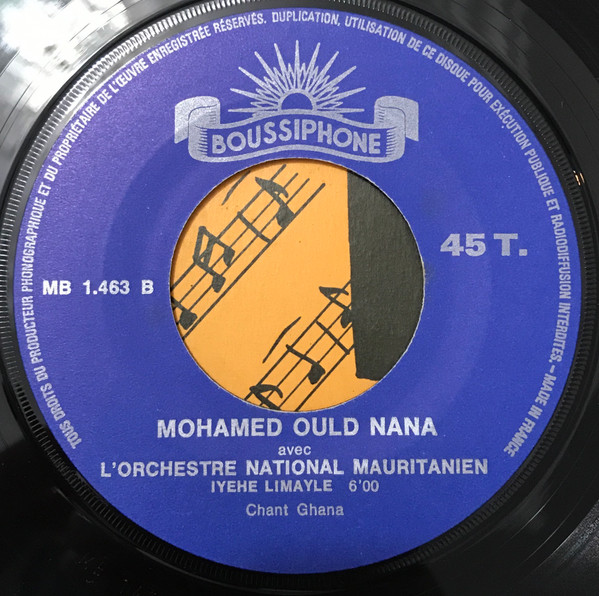 TOUS DROITS DU PRODUCTEUR PHONOGRAPHIQUE ET DU PROPRIÉTAIRE DE L'ŒUVRE ENREGISTRÉE RÉSERVÉS. DUPLICATION, UTILISATION DE CE DISQUE POUR EXÉCUTION PUBLIQUE ET RADIODIFFUSION INTERDITES. - MADE IN FRANCE
BOUSSIPHONE
45 T.
MB 1.463 B
MOHAMED OULD NANA
avec
L'ORCHESTRE NATIONAL MAURITANIEN
IYEHE LIMAYLE 6'00
Chant Ghana